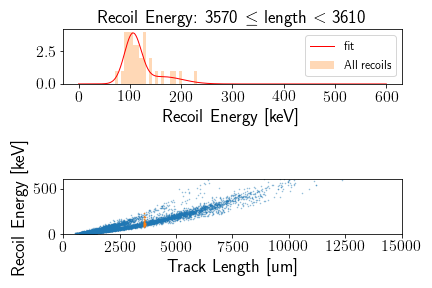 Recoil Energy: 3570 ≤ length < 3610
2.5
0.0
fit
All recoils
0 100 200 300 400 500 600
Recoil Energy [keV]
Recoil Energy [keV]
500
0
0 2500 5000 7500 10000 12500 15000
Track Length [um]